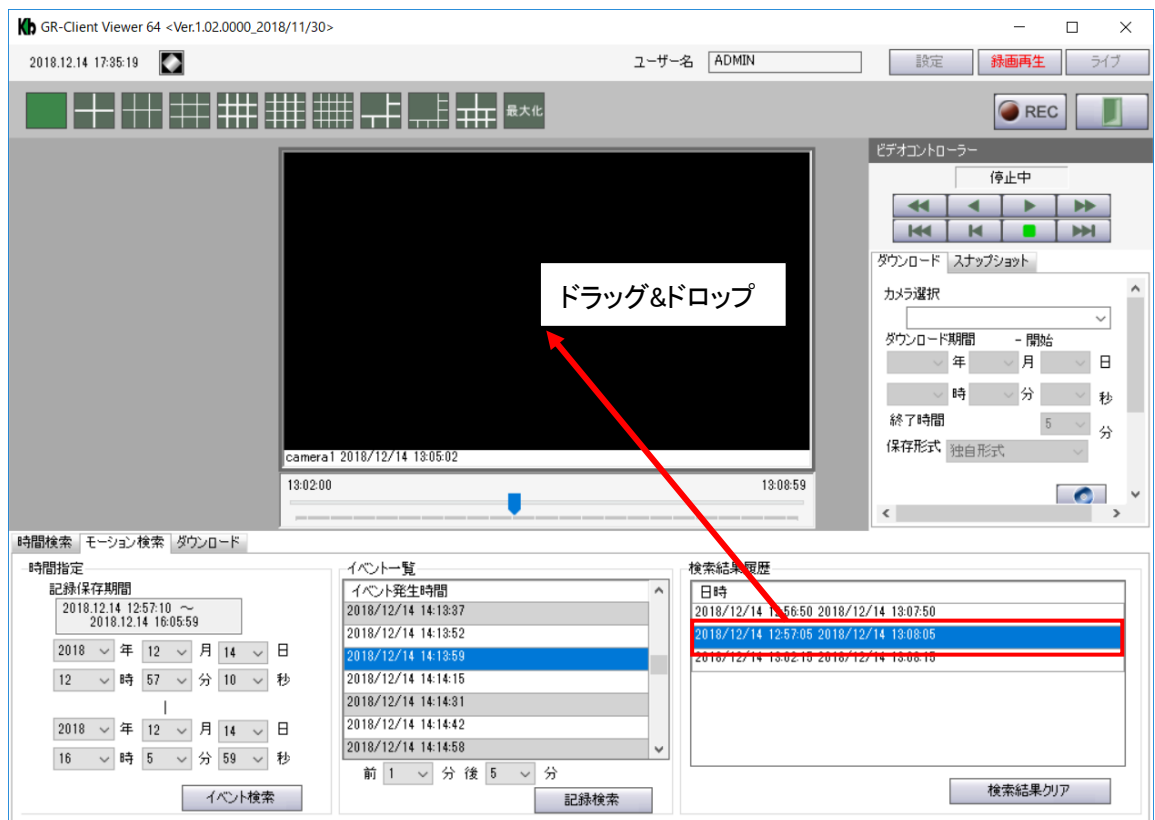 Kb GR-Client Viewer 64 <Ver.1.02.0000_2018/11/30>
2018.12.14 17:35:19 ユーザー名 ADMIN 設定 録画再生 ライブ
最大化 REC
ビデオコントローラー
停止中
ダウンロード スナップショット
カメラ選択
ダウンロード期間 - 開始
年 月 日
時 分 秒
終了時間 5 分
保存形式 独自形式
ドラッグ&ドロップ
camera1 2018/12/14 13:05:02
13:02:00 13:08:59
時間検索 モーション検索 ダウンロード
時間指定
記録保存期間
2018.12.14 12:57:10 ～
2018.12.14 16:05:59
2018 年 12 月 14 日
12 時 57 分 10 秒
|
2018 年 12 月 14 日
16 時 5 分 59 秒
イベント検索
イベント一覧
イベント発生時間
2018/12/14 14:13:37
2018/12/14 14:13:52
2018/12/14 14:13:59
2018/12/14 14:14:15
2018/12/14 14:14:31
2018/12/14 14:14:42
2018/12/14 14:14:58
前 1 分 後 5 分
記録検索
検索結果履歴
日時
2018/12/14 12:56:50 2018/12/14 13:07:50
2018/12/14 12:57:05 2018/12/14 13:08:05
2018/12/14 13:02:15 2018/12/14 13:08:15
検索結果クリア